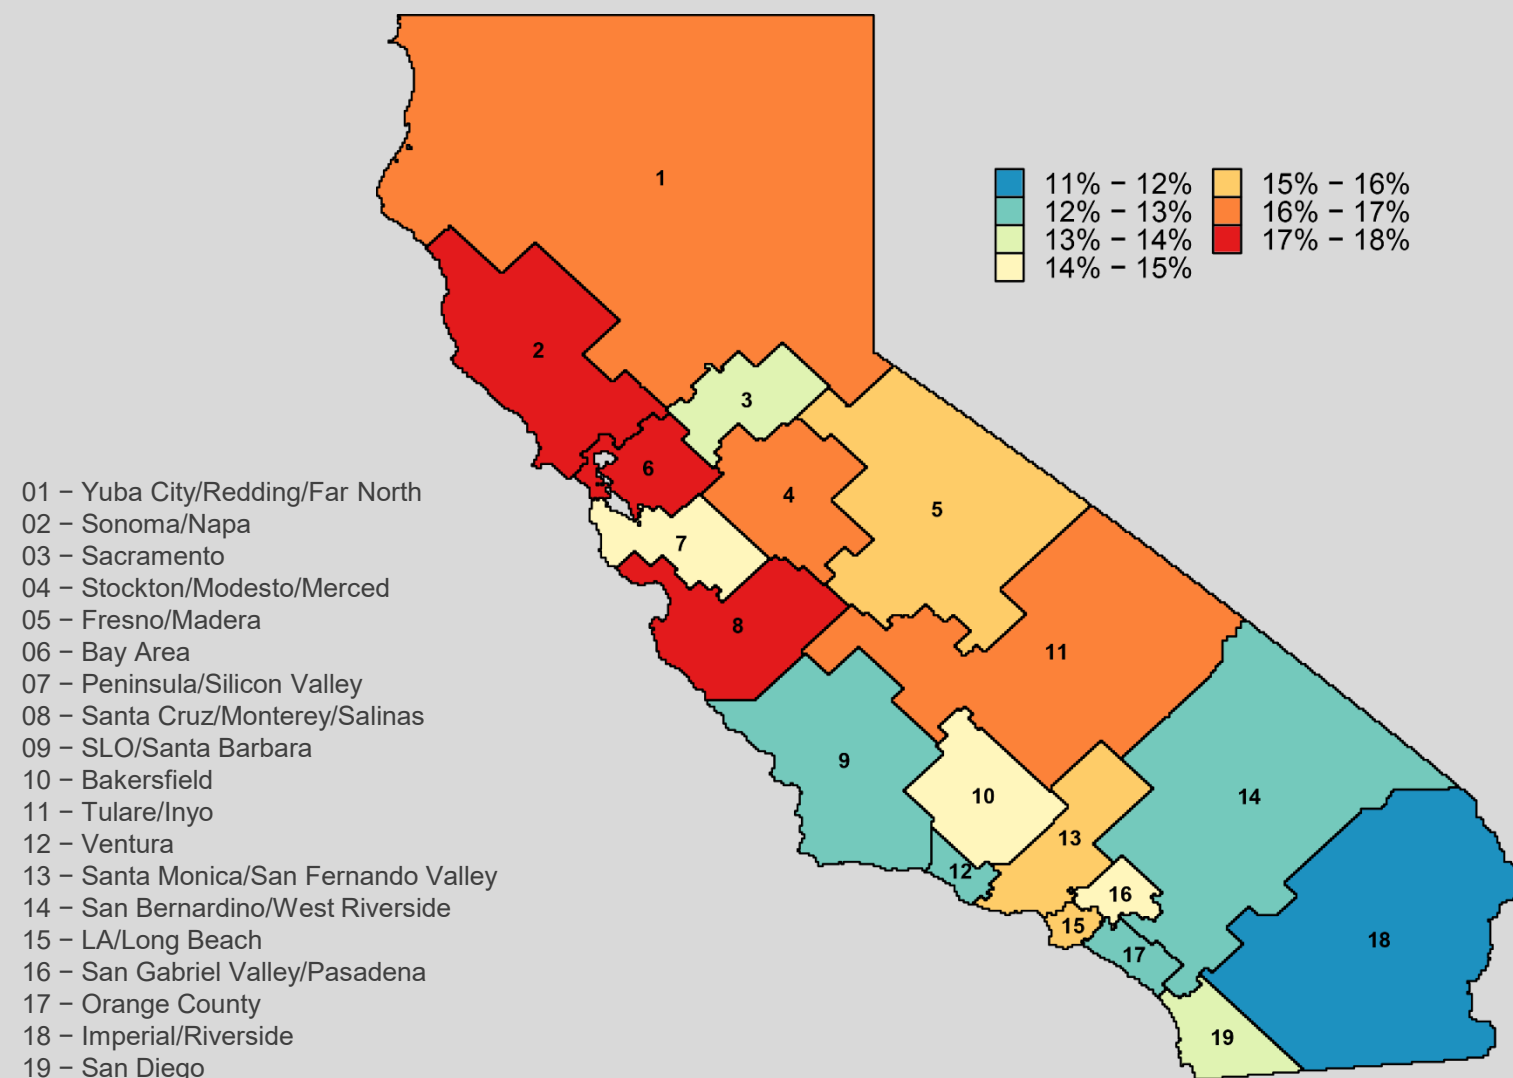 1
11% − 12%
12% − 13%
13% − 14%
14% − 15%
15% − 16%
16% − 17%
17% − 18%
2
3
6
4
5
7
8
11
9
10
14
13
12
16
15
17
18
19
01 − Yuba City/Redding/Far North
02 − Sonoma/Napa
03 − Sacramento
04 − Stockton/Modesto/Merced
05 − Fresno/Madera
06 − Bay Area
07 − Peninsula/Silicon Valley
08 − Santa Cruz/Monterey/Salinas
09 − SLO/Santa Barbara
10 − Bakersfield
11 − Tulare/Inyo
12 − Ventura
13 − Santa Monica/San Fernando Valley
14 − San Bernardino/West Riverside
15 − LA/Long Beach
16 − San Gabriel Valley/Pasadena
17 − Orange County
18 − Imperial/Riverside
19 − San Diego